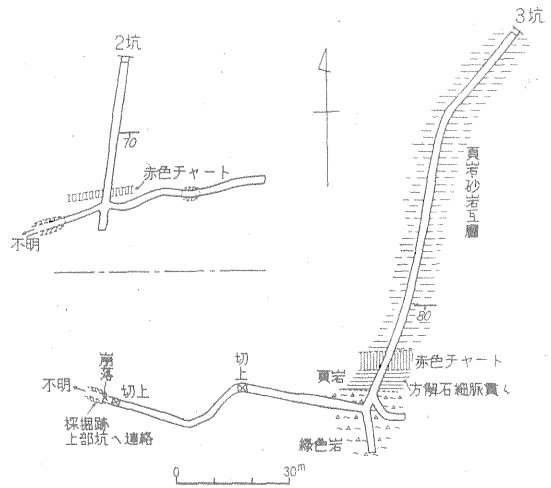 3坑
2坑
70
赤色チャート
不明
頁岩砂岩互層
80
赤色チャート
方解石細脈貫く
頁岩
緑色岩
切上
崩落
切上
不明
採掘跡
上部坑へ連絡
0 30m